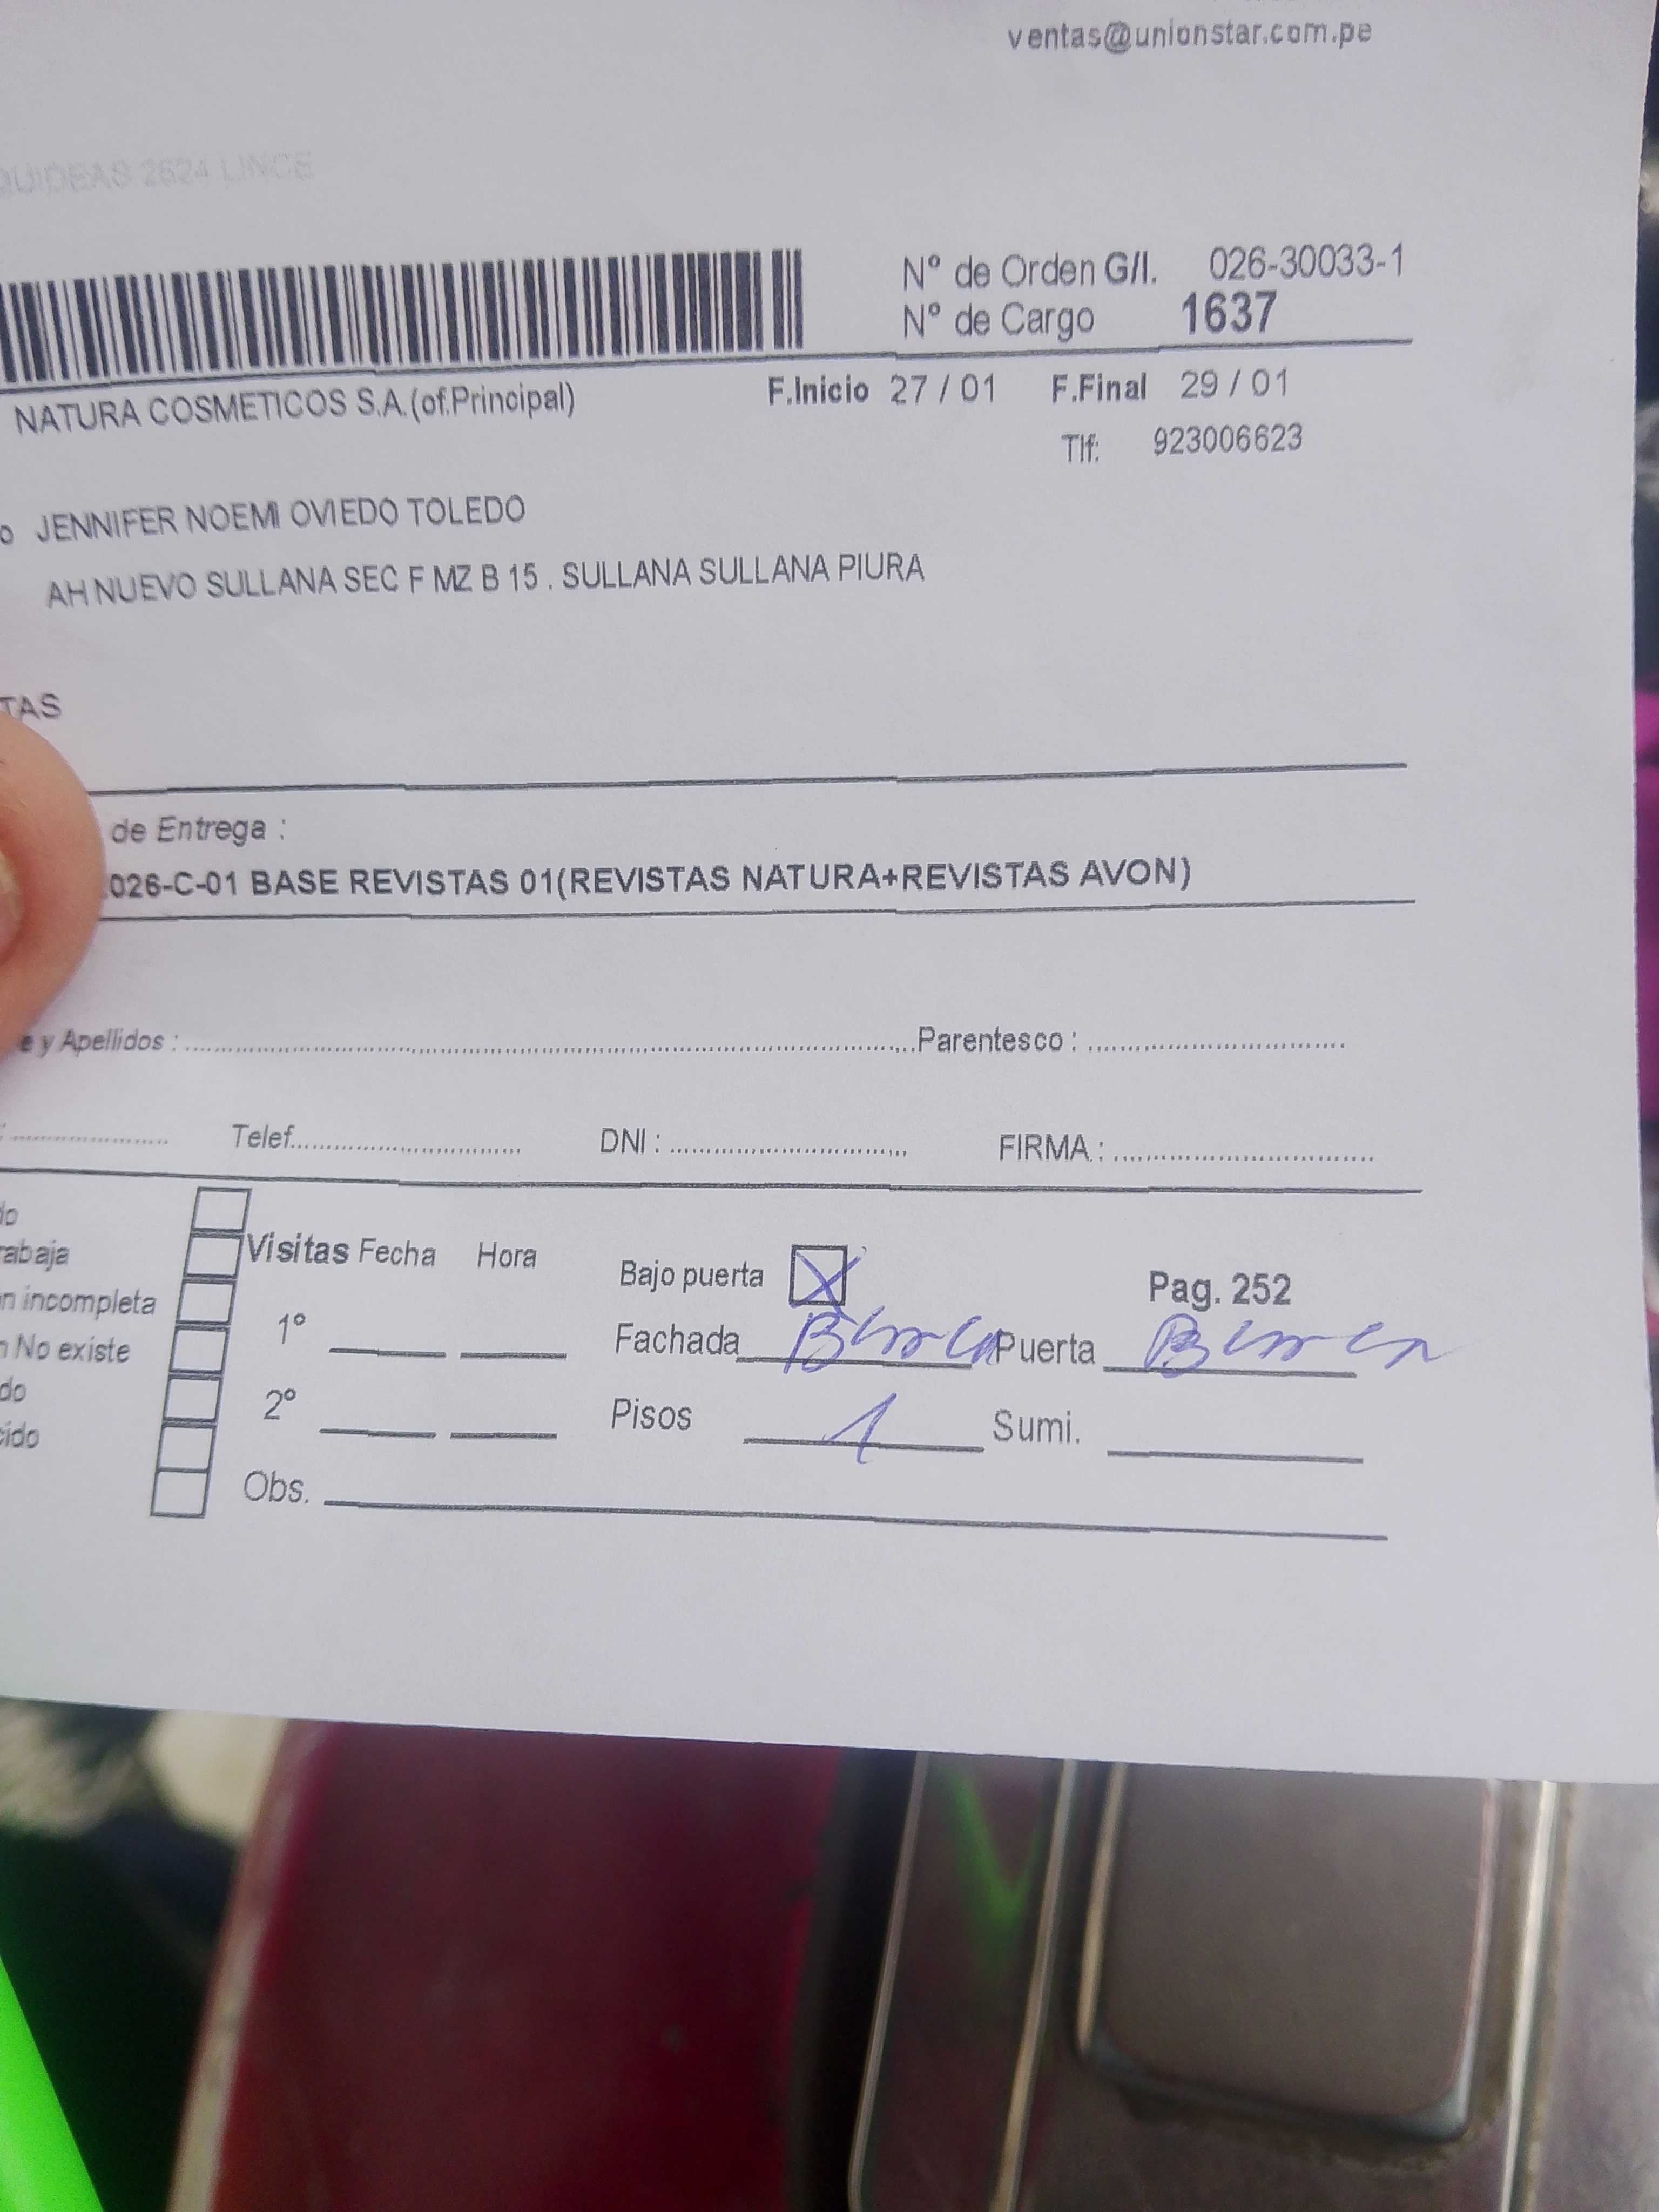 ventas@unionstar.com.pe
QUIDEAS 2624 LINCE
N° de Orden G/I. 026-30033-1
N° de Cargo 1637
NATURA COSMETICOS S.A.(of.Principal) F.Inicio 27 / 01 F.Final 29 / 01
Tlf: 923006623
o JENNIFER NOEMI OVIEDO TOLEDO
AH NUEVO SULLANA SEC F MZ B 15 . SULLANA SULLANA PIURA
TAS
de Entrega :
026-C-01 BASE REVISTAS 01(REVISTAS NATURA+REVISTAS AVON)
e y Apellidos : Parentesco :
Telef. DNI : FIRMA :
do
rabaja Visitas Fecha Hora Bajo puerta X Pag. 252
n incompleta 1° Fachada Blanca Puerta Blanca
n No existe
do 2° Pisos 1 Sumi.
cido
Obs.